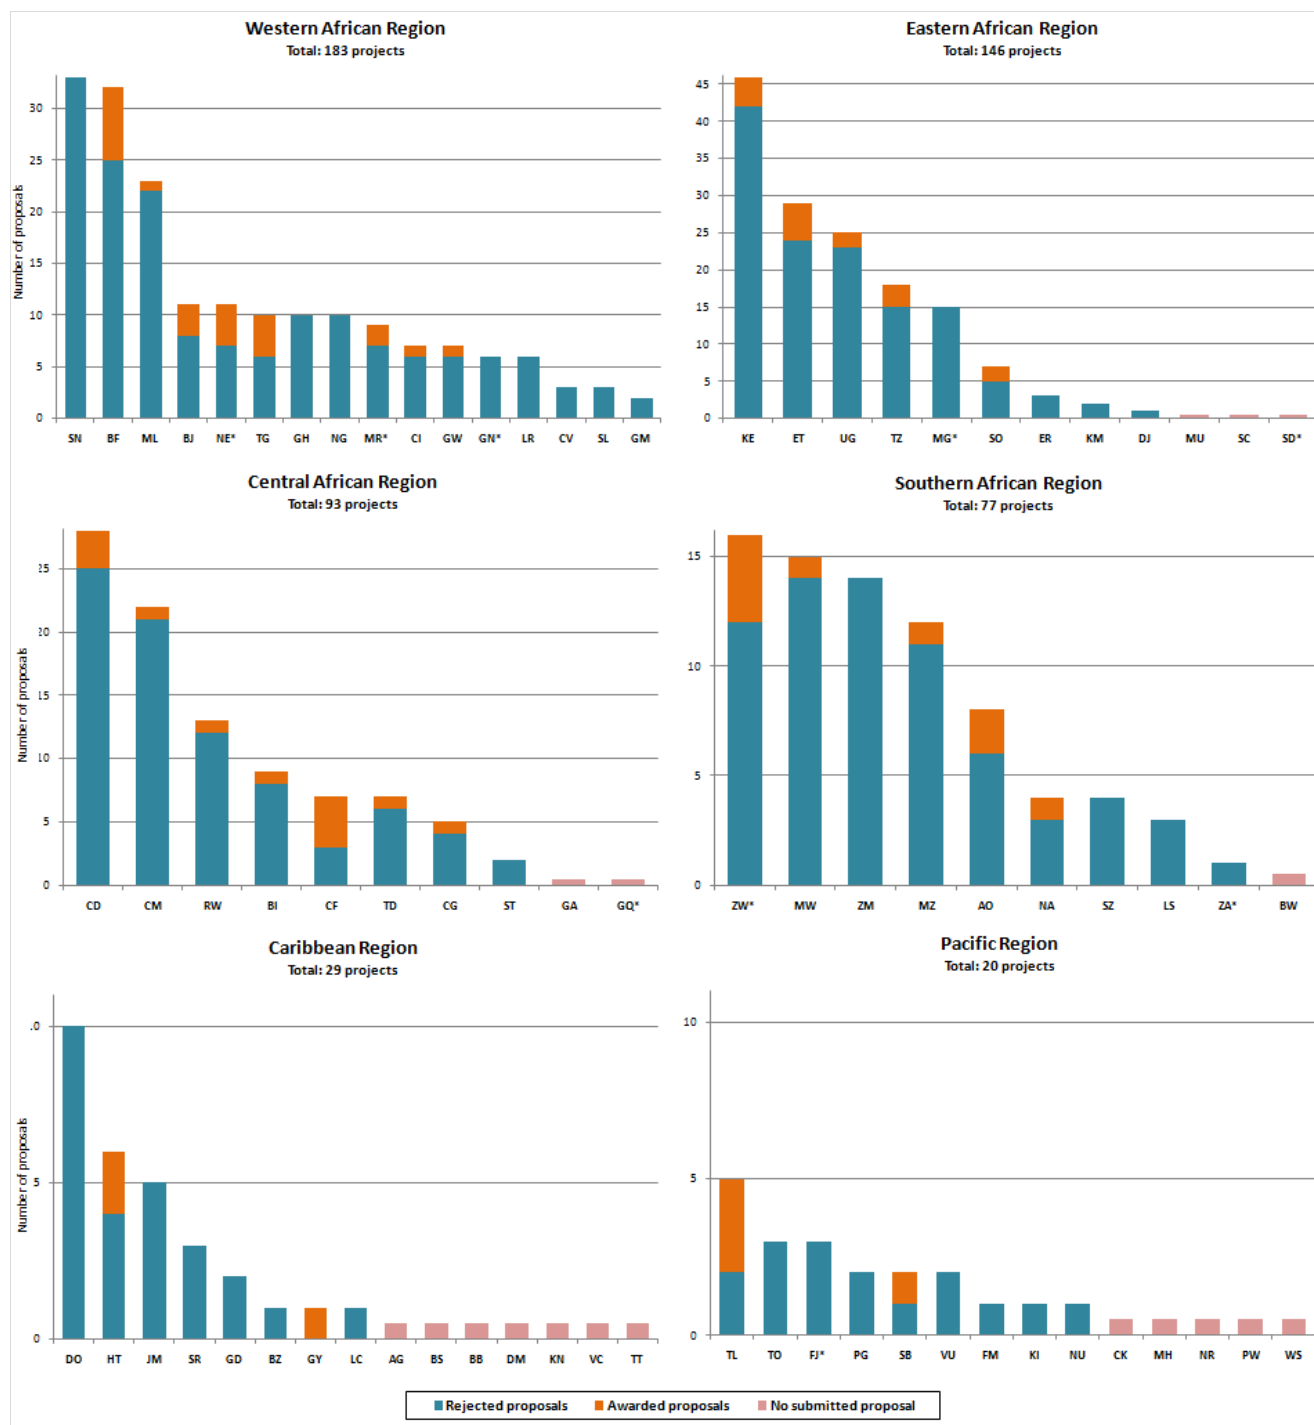 Western African Region
Total: 183 projects
Number of proposals
30
25
20
15
10
5
0
SN BF ML BJ NE* TG GH NG MR* CI GW GN* LR CV SL GM
Eastern African Region
Total: 146 projects
45
40
35
30
25
20
15
10
5
0
KE ET UG TZ MG* SO ER KM DJ MU SC SD*
Central African Region
Total: 93 projects
Number of proposals
25
20
15
10
5
0
CD CM RW BI CF TD CG ST GA GQ*
Southern African Region
Total: 77 projects
15
10
5
0
ZW* MW ZM MZ AO NA SZ LS ZA* BW
Caribbean Region
Total: 29 projects
Number of proposals
.0
5
0
DO HT JM SR GD BZ GY LC AG BS BB DM KN VC TT
Pacific Region
Total: 20 projects
10
5
0
TL TO FJ* PG SB VU FM KI NU CK MH NR PW WS
Rejected proposals Awarded proposals No submitted proposal